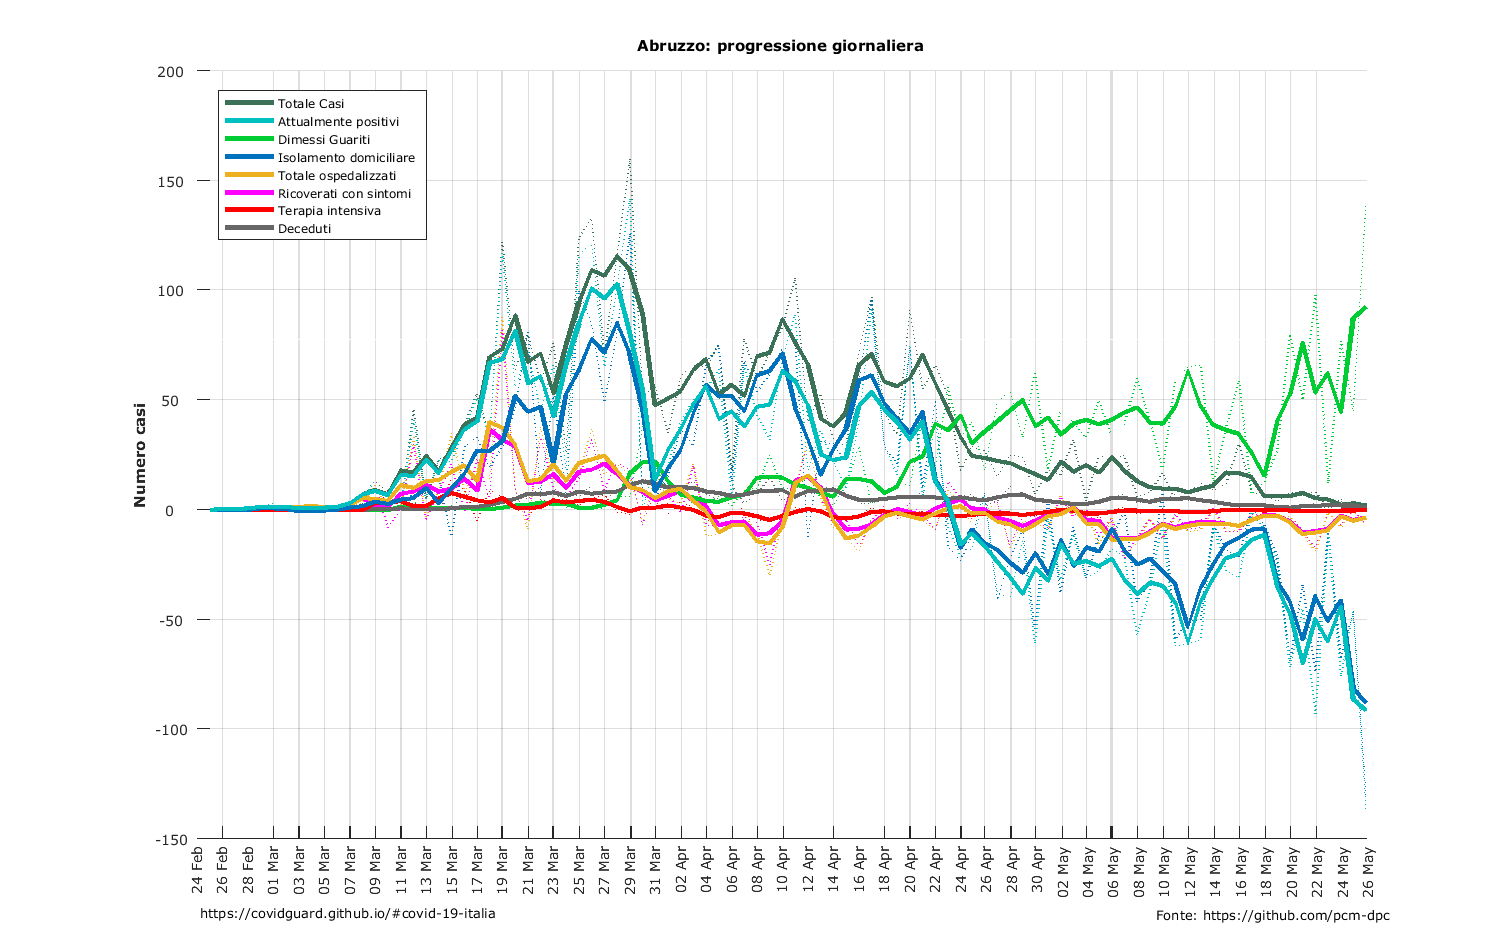 Abruzzo: progressione giornaliera
Numero casi
200
150
100
50
0
-50
-100
-150
Totale Casi
Attualmente positivi
Dimessi Guariti
Isolamento domiciliare
Totale ospedalizzati
Ricoverati con sintomi
Terapia intensiva
Deceduti
24 Feb
26 Feb
28 Feb
01 Mar
03 Mar
05 Mar
07 Mar
09 Mar
11 Mar
13 Mar
15 Mar
17 Mar
19 Mar
21 Mar
23 Mar
25 Mar
27 Mar
29 Mar
31 Mar
02 Apr
04 Apr
06 Apr
08 Apr
10 Apr
12 Apr
14 Apr
16 Apr
18 Apr
20 Apr
22 Apr
24 Apr
26 Apr
28 Apr
30 Apr
02 May
04 May
06 May
08 May
10 May
12 May
14 May
16 May
18 May
20 May
22 May
24 May
26 May
https://covidguard.github.io/#covid-19-italia
Fonte: https://github.com/pcm-dpc